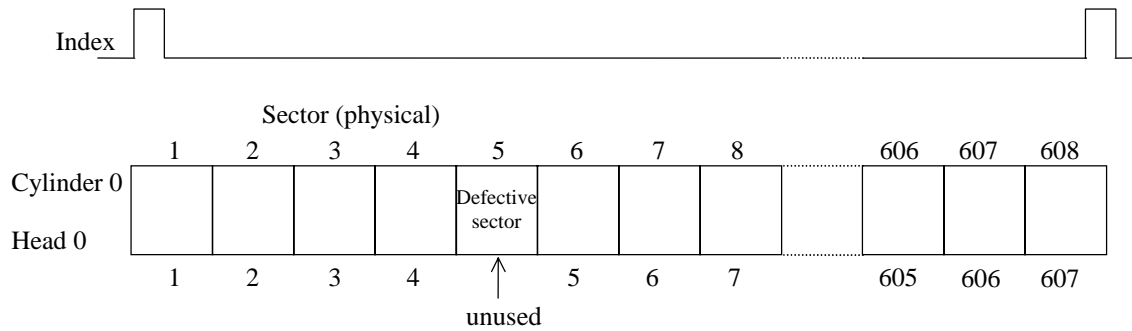 Index
Sector (physical)
1 2 3 4 5 6 7 8 606 607 608
Cylinder 0
Defective
sector
Head 0
1 2 3 4 5 6 7 605 606 607
unused